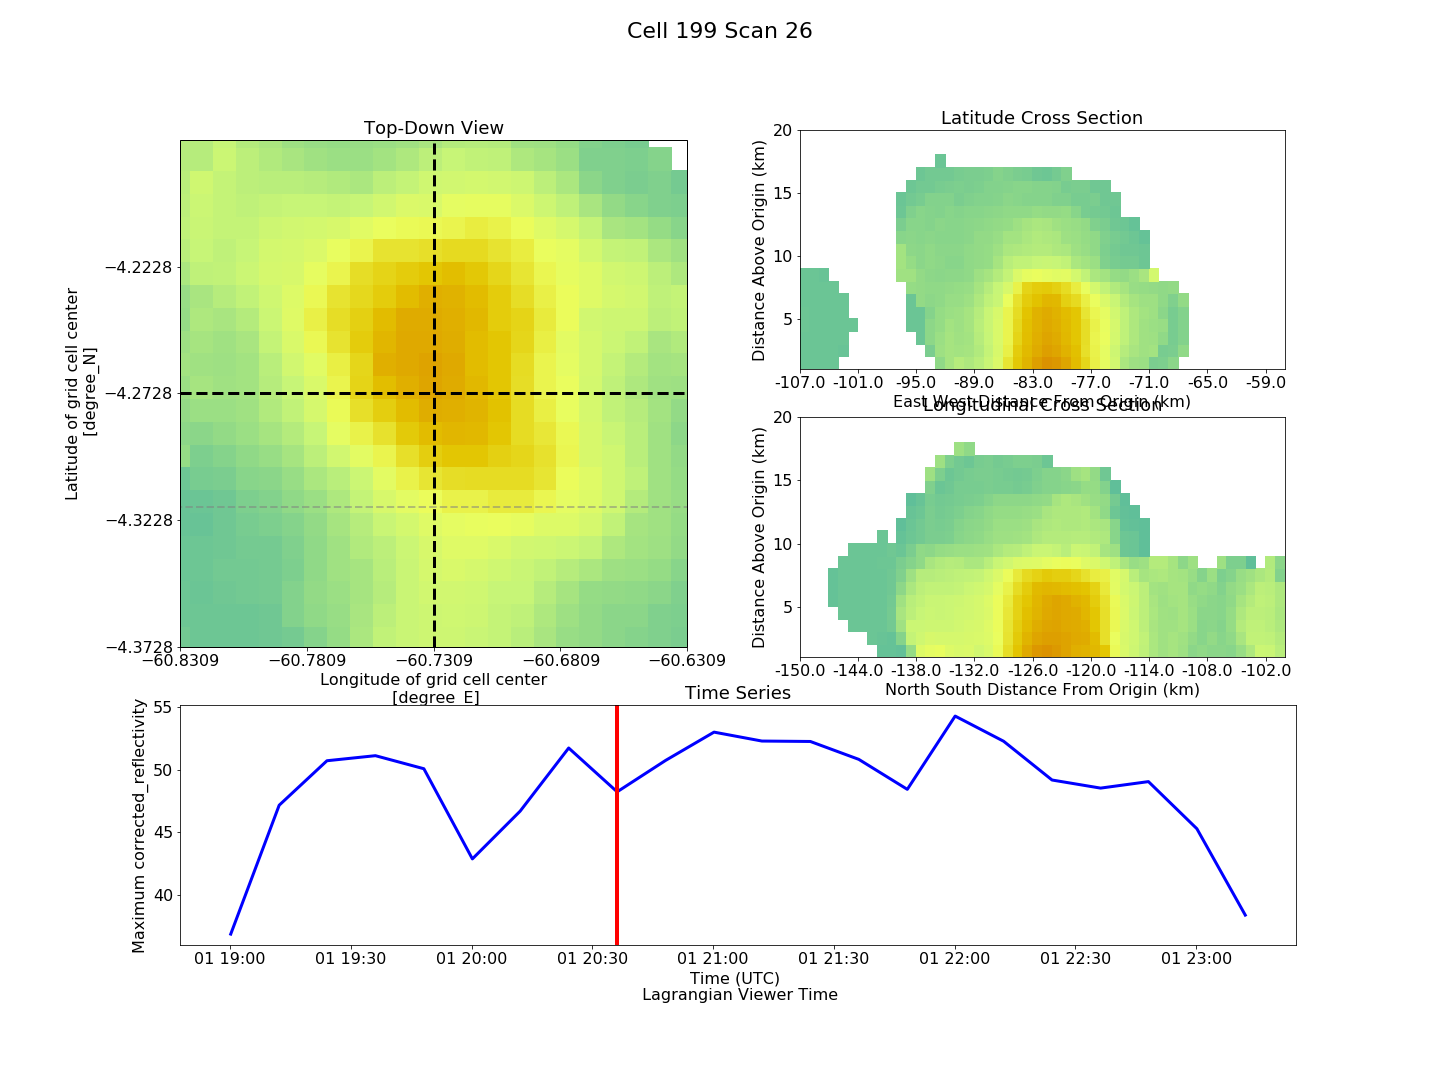 Cell 199 Scan 26
Top-Down View
Latitude of grid cell center
[degree_N]
−4.2228
−4.2728
−4.3228
−4.3728
−60.8309 −60.7809 −60.7309 −60.6809 −60.6309
Longitude of grid cell center
[degree_E]
Latitude Cross Section
Distance Above Origin (km)
20
15
10
5
-107.0 -101.0 -95.0 -89.0 -83.0 -77.0 -71.0 -65.0 -59.0
East West Distance From Origin (km)
Longitudinal Cross Section
Distance Above Origin (km)
20
15
10
5
-150.0 -144.0 -138.0 -132.0 -126.0 -120.0 -114.0 -108.0 -102.0
North South Distance From Origin (km)
Time Series
Maximum corrected_reflectivity
55
50
45
40
01 19:00 01 19:30 01 20:00 01 20:30 01 21:00 01 21:30 01 22:00 01 22:30 01 23:00
Time (UTC)
Lagrangian Viewer Time